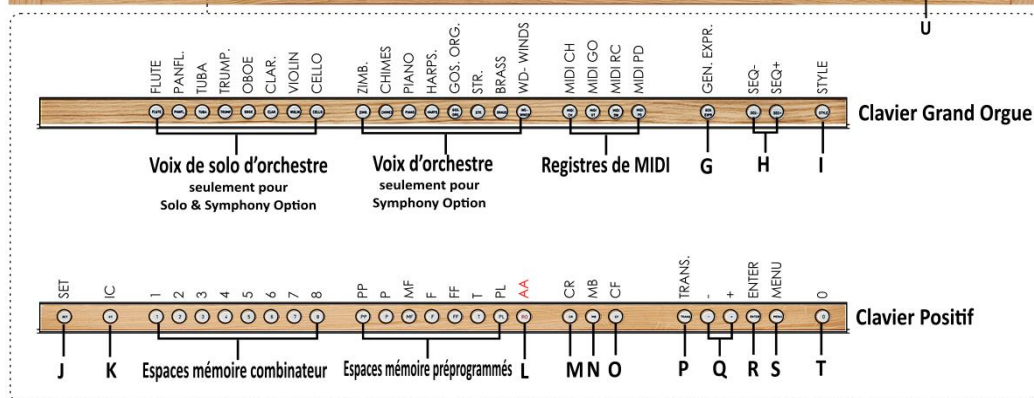 U
FLUTE PANFL. TUBA TRUMP. OBOE CLAR. VIOLIN CELLO ZIMB. CHIMES PIANO HARPS. GOS. ORG. STR. BRASS WD- WINDS MIDI CH MIDI GO MIDI RC MIDI PD GEN. EXPR. SEQ- SEQ+ STYLE
Clavier Grand Orgue
Voix de solo d'orchestre
seulement pour
Solo & Symphony Option
Voix d'orchestre
seulement pour
Symphony Option
Registres de MIDI
G H I
SET IC 1 2 3 4 5 6 7 8 PP P MF F FF T PL AA CR MB CF TRANS. - + ENTER MENU 0
Clavier Positif
J K Espaces mémoire combinateur Espaces mémoire préprogrammés L M N O P Q R S T